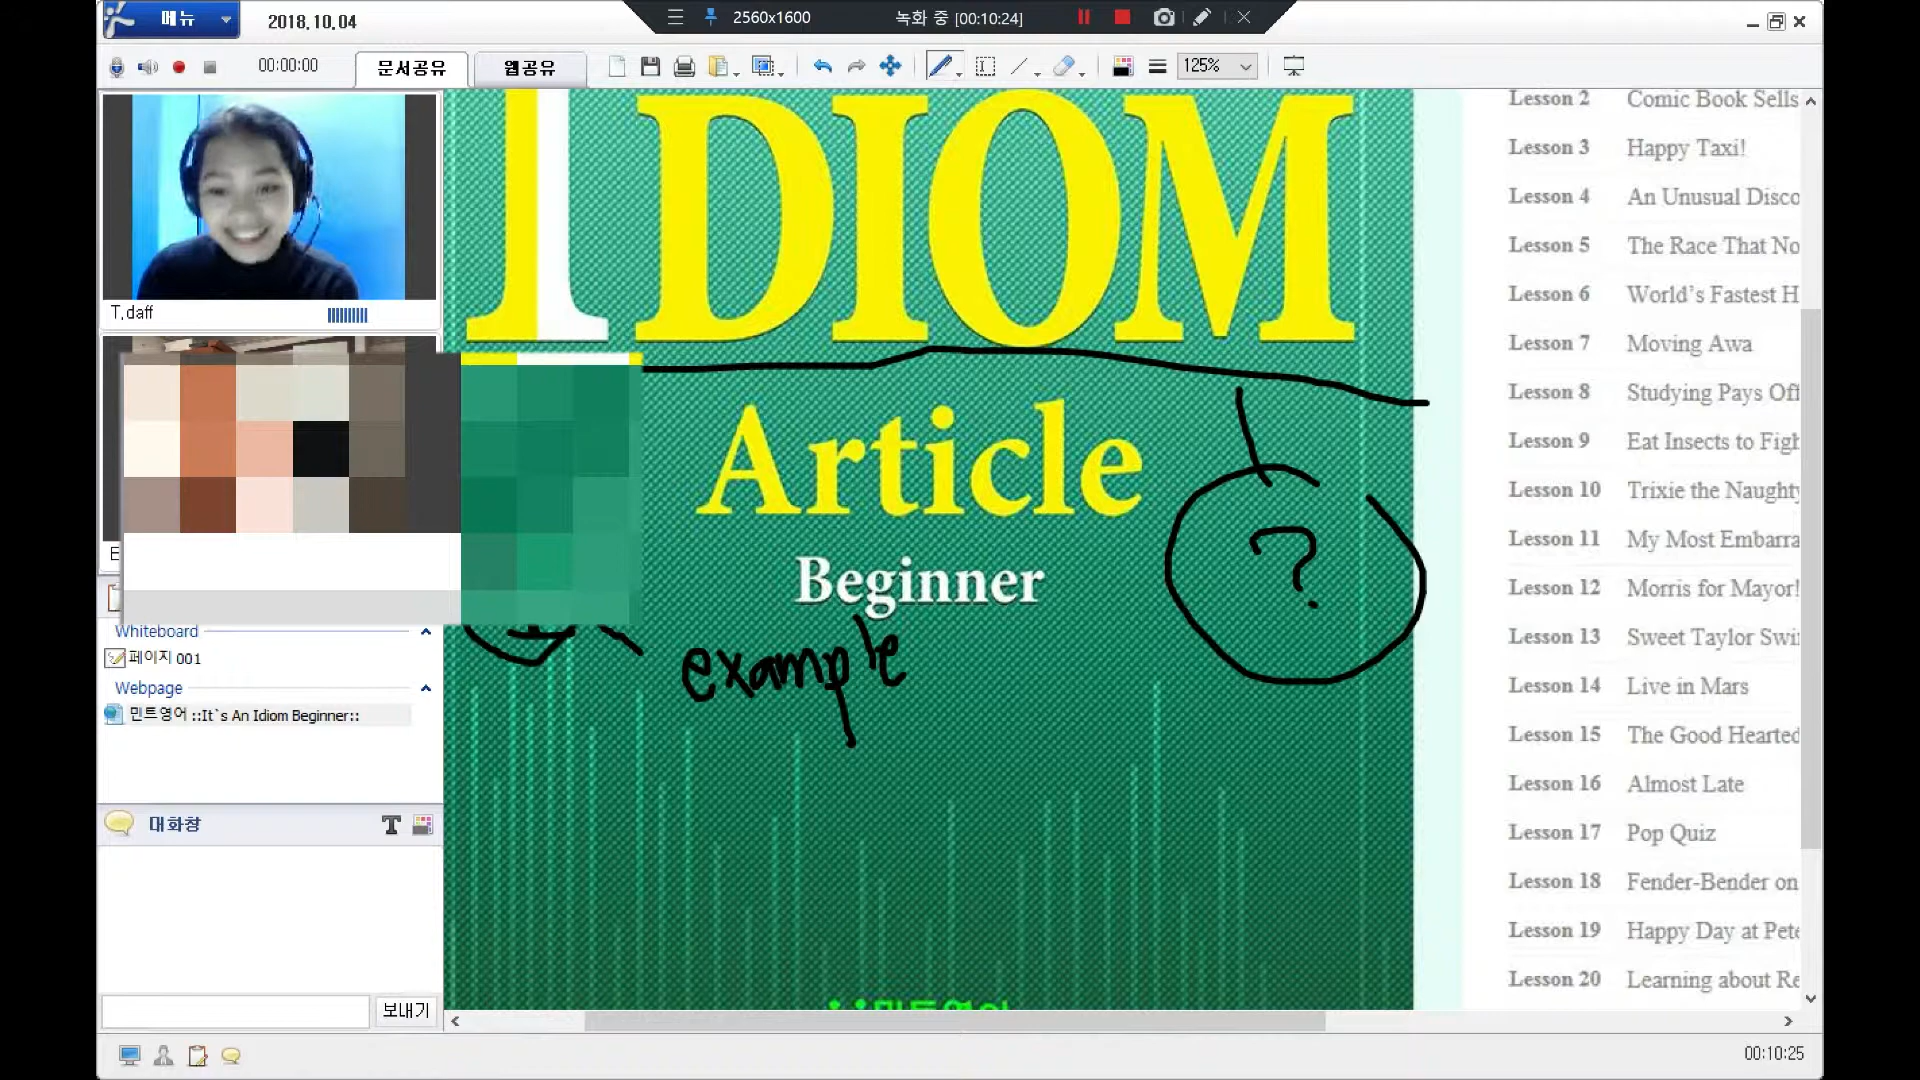 메뉴
2018.10.04
2560x1600
녹화 중 [00:10:24]
00:00:00
문서공유
웹공유
125%
T.daff
E
Whiteboard
페이지 001
Webpage
민트영어 ::It`s An Idiom Beginner::
대화창
보내기
IDIOM
Article
Beginner
example
?
Lesson 2 Comic Book Sells
Lesson 3 Happy Taxi!
Lesson 4 An Unusual Disco
Lesson 5 The Race That No
Lesson 6 World’s Fastest H
Lesson 7 Moving Awa
Lesson 8 Studying Pays Off
Lesson 9 Eat Insects to Figh
Lesson 10 Trixie the Naughty
Lesson 11 My Most Embarra
Lesson 12 Morris for Mayor!
Lesson 13 Sweet Taylor Swi
Lesson 14 Live in Mars
Lesson 15 The Good Hearted
Lesson 16 Almost Late
Lesson 17 Pop Quiz
Lesson 18 Fender-Bender on
Lesson 19 Happy Day at Pete
Lesson 20 Learning about Re
00:10:25